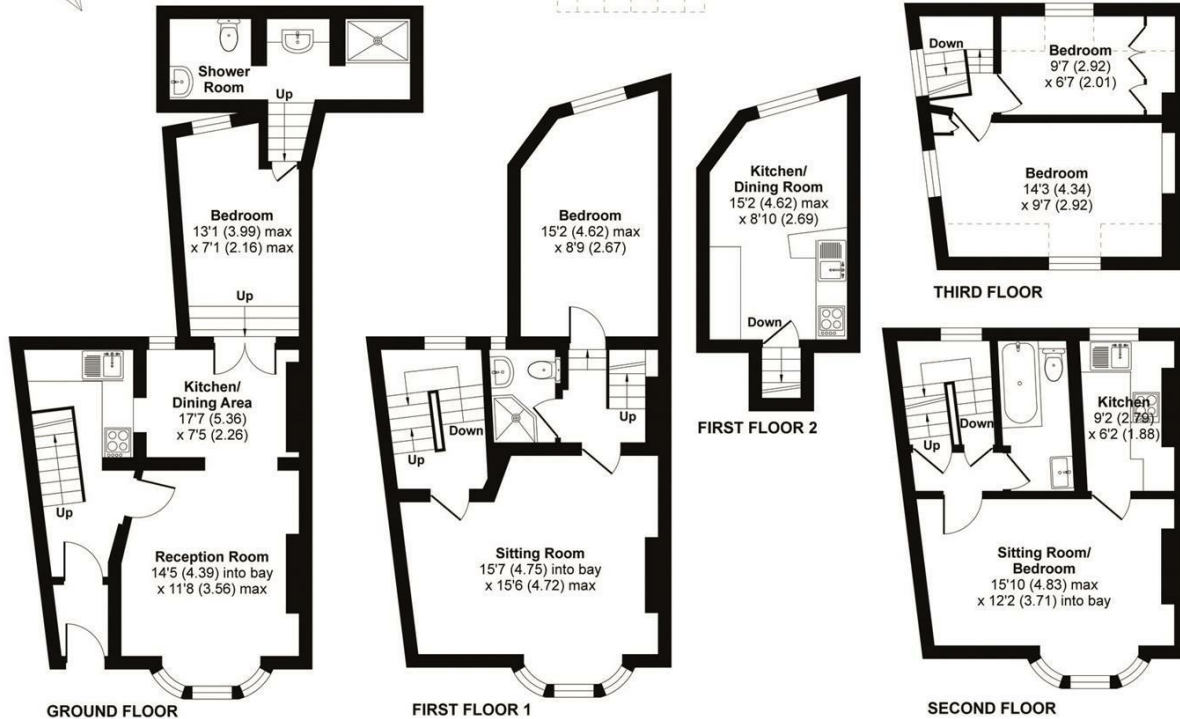 Shower
Room
Up
Bedroom
13'1 (3.99) max
x 7'1 (2.16) max
Up
Kitchen/
Dining Area
17'7 (5.36)
x 7'5 (2.26)
Up
Reception Room
14'5 (4.39) into bay
x 11'8 (3.56) max
GROUND FLOOR
Bedroom
15'2 (4.62) max
x 8'9 (2.67)
Down
Up
Up
Sitting Room
15'7 (4.75) into bay
x 15'6 (4.72) max
FIRST FLOOR 1
Kitchen/
Dining Room
15'2 (4.62) max
x 8'10 (2.69)
Down
FIRST FLOOR 2
Down
Bedroom
9'7 (2.92)
x 6'7 (2.01)
Bedroom
14'3 (4.34)
x 9'7 (2.92)
THIRD FLOOR
Down
Up
Kitchen
9'2 (2.79)
x 6'2 (1.88)
Sitting Room/
Bedroom
15'10 (4.83) max
x 12'2 (3.71) into bay
SECOND FLOOR